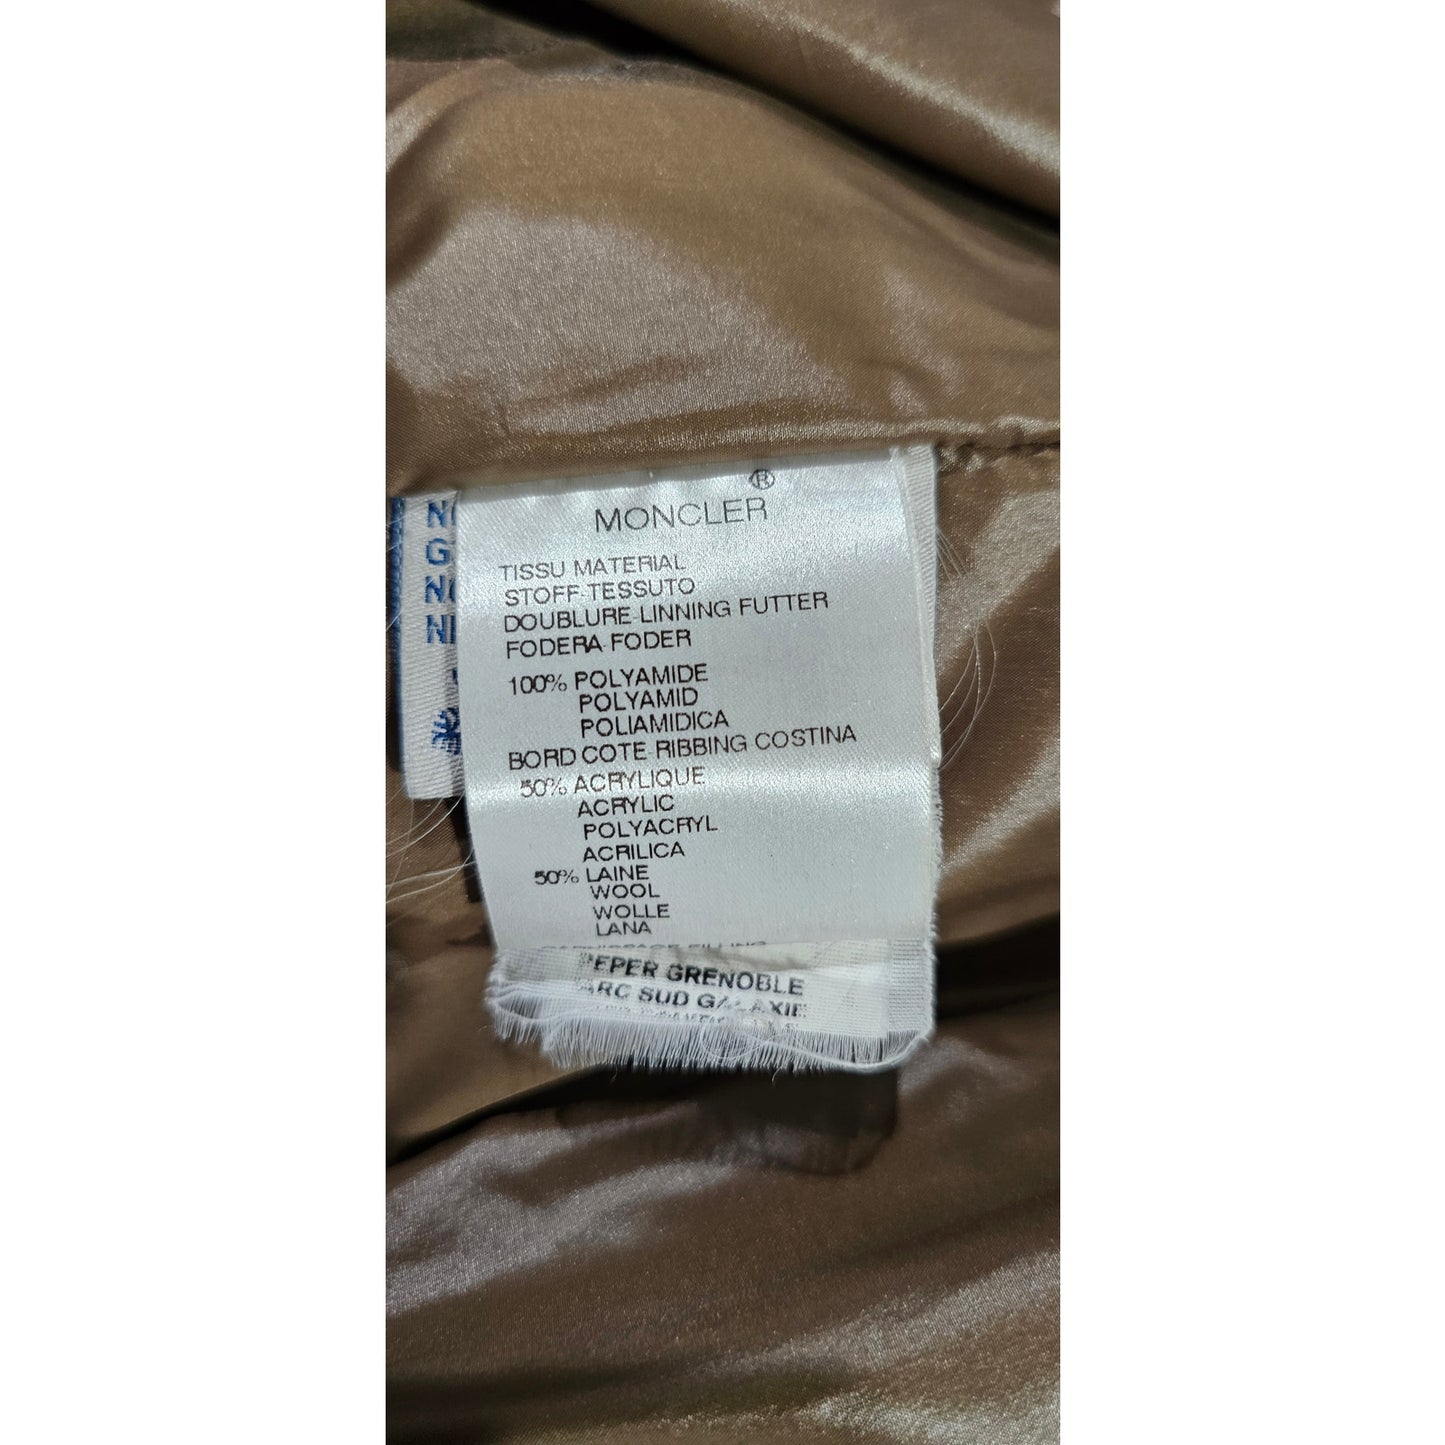 ®
MONCLER
TISSU MATERIAL
STOFF-TESSUTO
DOUBLURE-LINNING FUTTER
FODERA-FODER
100% POLYAMIDE
POLYAMID
POLIAMIDICA
BORD COTE-RIBBING COSTINA
50% ACRYLIQUE
ACRYLIC
POLYACRYL
ACRILICA
50% LAINE
WOOL
WOLLE
LANA
GRENOBLE
SUD